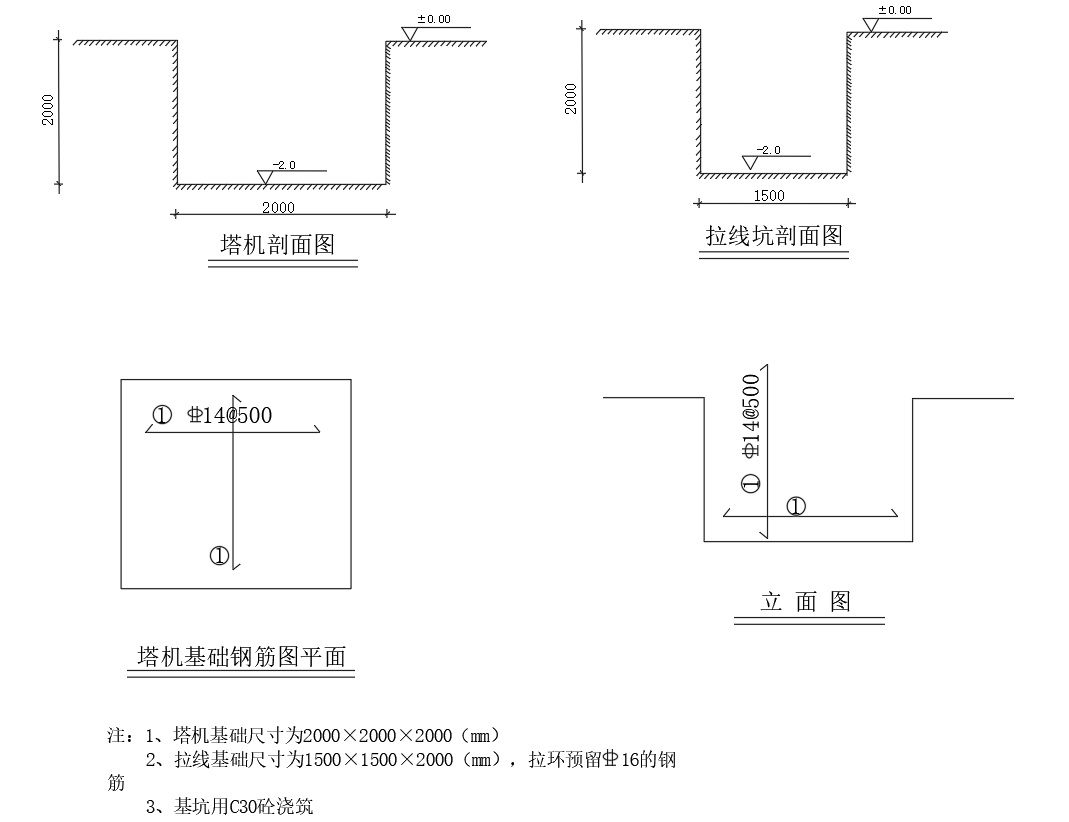 ±0.00
2000
-2.0
2000
塔机剖面图
±0.00
2000
-2.0
1500
拉线坑剖面图
① ⌽14@500
①
塔机基础钢筋图平面
① ⌽14@500
①
立 面 图
注：1、塔机基础尺寸为2000×2000×2000（mm）
2、拉线基础尺寸为1500×1500×2000（mm），拉环预留⌽16的钢
筋
3、基坑用C30砼浇筑